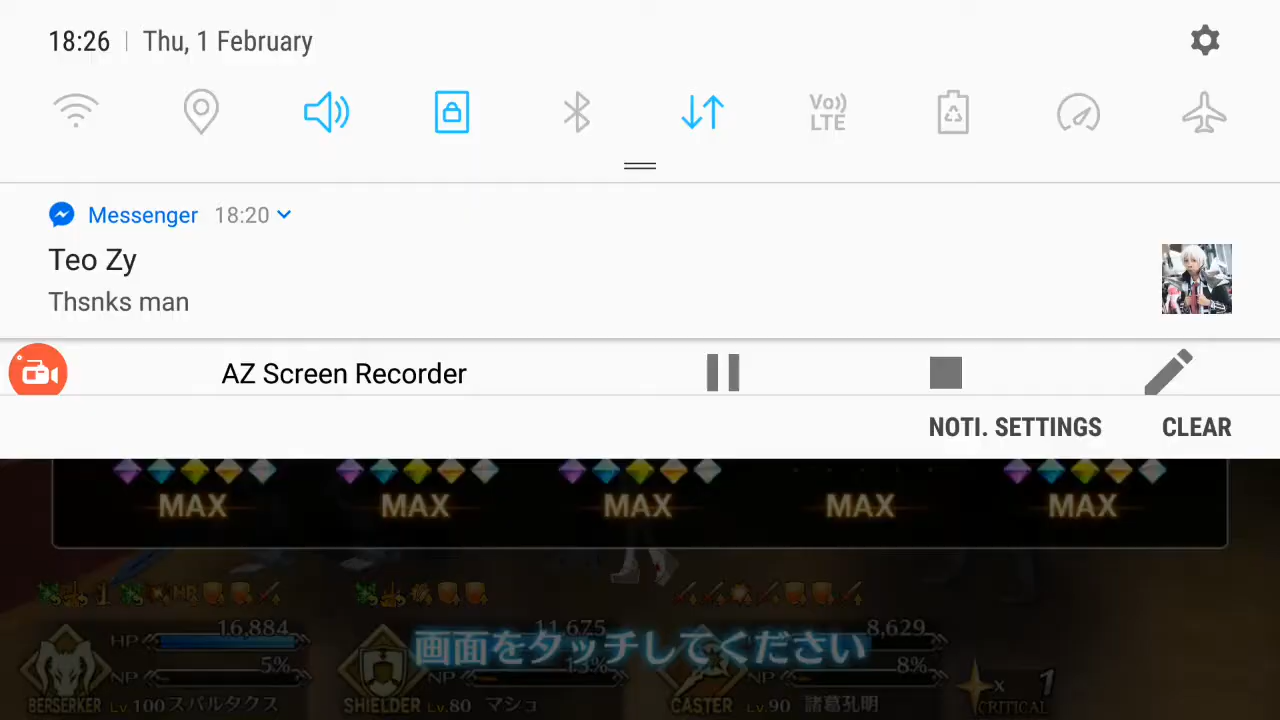 18:26 | Thu, 1 February
Vo)) LTE
Messenger 18:20
Teo Zy
Thsnks man
AZ Screen Recorder
NOTI. SETTINGS CLEAR
MAX MAX MAX MAX MAX
画面をタッチしてください
HP 16,884 11,675 8,629
NP 5% NP 13% NP 8%
x 1
BERSERKER Lv.100 スパルタクス SHIELDER Lv.80 マシュ CASTER Lv.90 諸葛孔明 CRITICAL